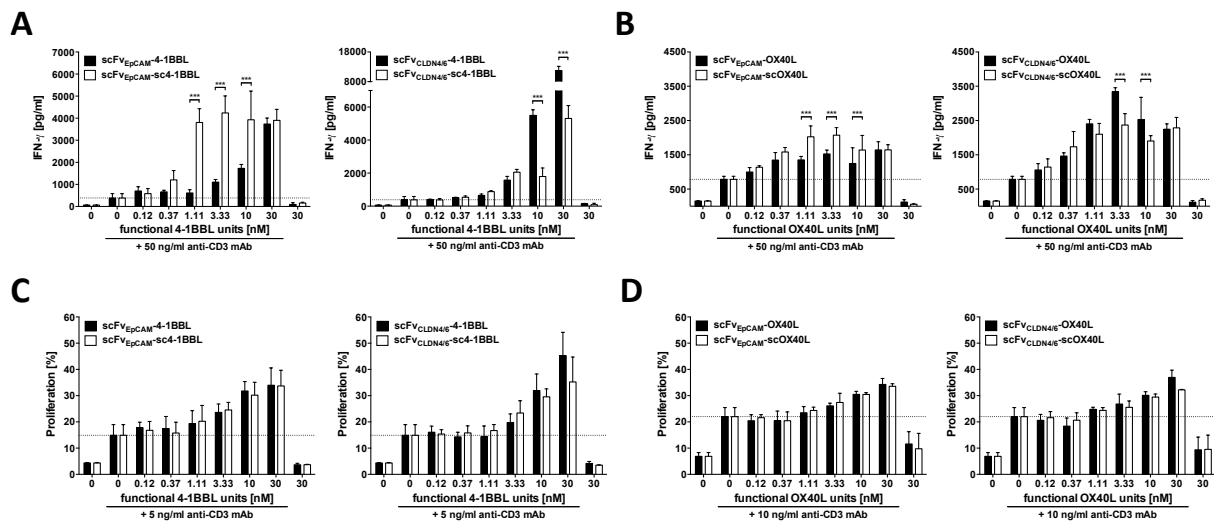 A
B
IFN-γ [pg/ml]
7000
6000
5000
4000
3000
2000
1000
scFvEpCAM-4-1BBL
scFvEpCAM-sc4-1BBL
***
***
***
0 0 0.12 0.37 1.11 3.33 10 30 30
functional 4-1BBL units [nM]
+ 50 ng/ml anti-CD3 mAb
IFN-γ [pg/ml]
18000
8000
6000
4000
2000
scFvCLDN4/6-4-1BBL
scFvCLDN4/6-sc4-1BBL
***
***
0 0 0.12 0.37 1.11 3.33 10 30 30
functional 4-1BBL units [nM]
+ 50 ng/ml anti-CD3 mAb
IFN-γ [pg/ml]
4500
3500
2500
1500
500
scFvEpCAM-OX40L
scFvEpCAM-scOX40L
***
***
***
0 0 0.12 0.37 1.11 3.33 10 30 30
functional OX40L units [nM]
+ 50 ng/ml anti-CD3 mAb
IFN-γ [pg/ml]
4500
3500
2500
1500
500
scFvCLDN4/6-OX40L
scFvCLDN4/6-scOX40L
***
***
0 0 0.12 0.37 1.11 3.33 10 30 30
functional OX40L units [nM]
+ 50 ng/ml anti-CD3 mAb
C
D
Proliferation [%]
60
50
40
30
20
10
0
scFvEpCAM-4-1BBL
scFvEpCAM-sc4-1BBL
0 0 0.12 0.37 1.11 3.33 10 30 30
functional 4-1BBL units [nM]
+ 5 ng/ml anti-CD3 mAb
Proliferation [%]
60
50
40
30
20
10
0
scFvCLDN4/6-4-1BBL
scFvCLDN4/6-sc4-1BBL
0 0 0.12 0.37 1.11 3.33 10 30 30
functional 4-1BBL units [nM]
+ 5 ng/ml anti-CD3 mAb
Proliferation [%]
60
50
40
30
20
10
0
scFvEpCAM-OX40L
scFvEpCAM-scOX40L
0 0 0.12 0.37 1.11 3.33 10 30 30
functional OX40L units [nM]
+ 10 ng/ml anti-CD3 mAb
Proliferation [%]
60
50
40
30
20
10
0
scFvCLDN4/6-OX40L
scFvCLDN4/6-scOX40L
0 0 0.12 0.37 1.11 3.33 10 30 30
functional OX40L units [nM]
+ 10 ng/ml anti-CD3 mAb